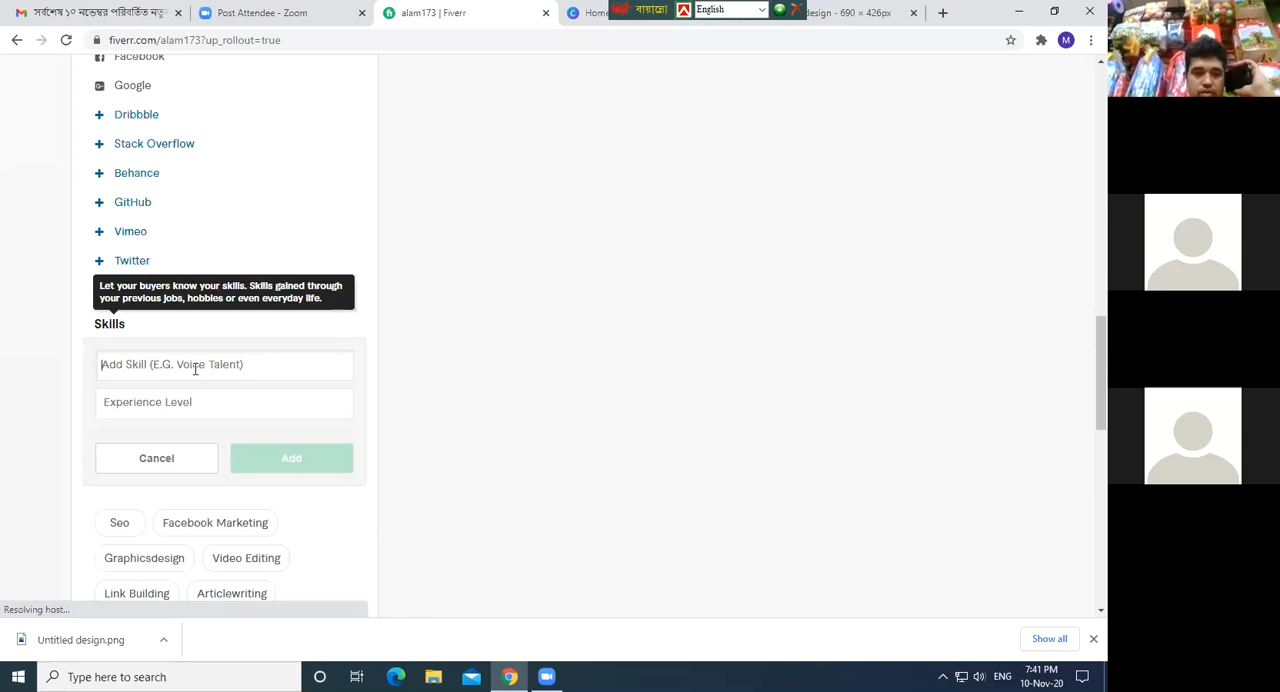 সর্বশেষ ১০ নভেম্বর পরিবর্তিত নতু
Post Attendee - Zoom
alam173 | Fiverr
Home
বায়ান্নো
English
design - 690 × 426px
fiverr.com/alam173?up_rollout=true
M
Facebook
Google
Dribbble
Stack Overflow
Behance
GitHub
Vimeo
Twitter
Let your buyers know your skills. Skills gained through
your previous jobs, hobbies or even everyday life.
Skills
Add Skill (E.G. Voice Talent)
Experience Level
Cancel
Add
Seo
Facebook Marketing
Graphicsdesign
Video Editing
Link Building
Articlewriting
Resolving host...
Untitled design.png
Show all
Type here to search
ENG
7:41 PM
10-Nov-20